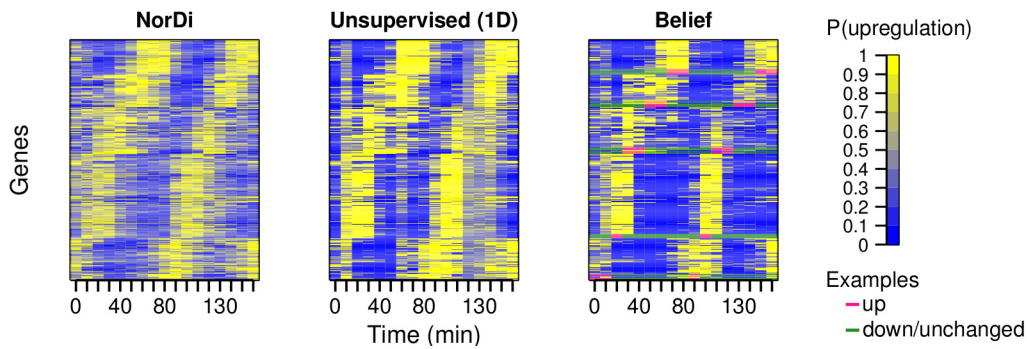 NorDi
Unsupervised (1D)
Belief
P(upregulation)
1
0.9
0.8
0.7
0.6
0.5
0.4
0.3
0.2
0.1
0
Genes
0 40 80 130
0 40 80 130
0 40 80 130
Time (min)
Examples
up
down/unchanged